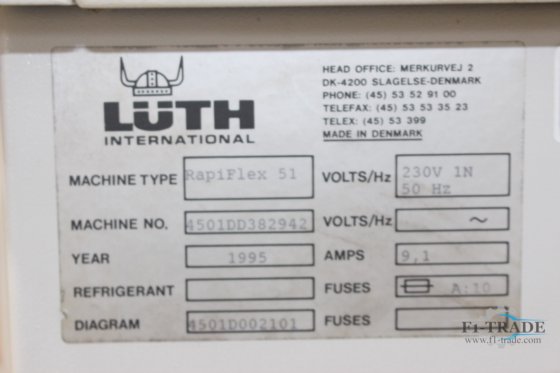 LÜTH
INTERNATIONAL
HEAD OFFICE: MERKURVEJ 2
DK-4200 SLAGELSE-DENMARK
PHONE: (45) 53 52 91 00
TELEFAX: (45) 53 53 35 23
TELEX: (45) 53 399
MADE IN DENMARK
MACHINE TYPE RapiFlex 51 VOLTS/Hz 230V 1N
50 Hz
MACHINE NO. 4501DD382942 VOLTS/Hz ~
YEAR 1995 AMPS 9,1
REFRIGERANT FUSES A:10
DIAGRAM 4501D002101 FUSES
F1-TRADE
www.f1-trade.com